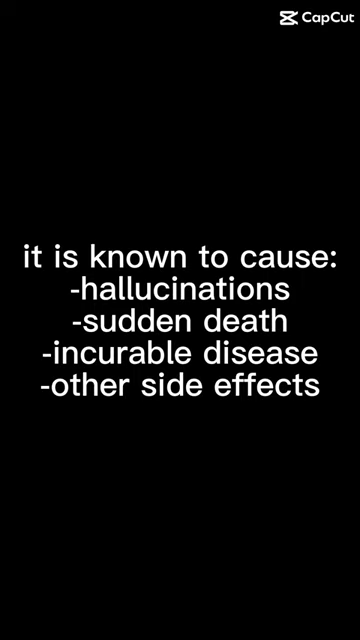 CapCut
it is known to cause:
-hallucinations
-sudden death
-incurable disease
-other side effects